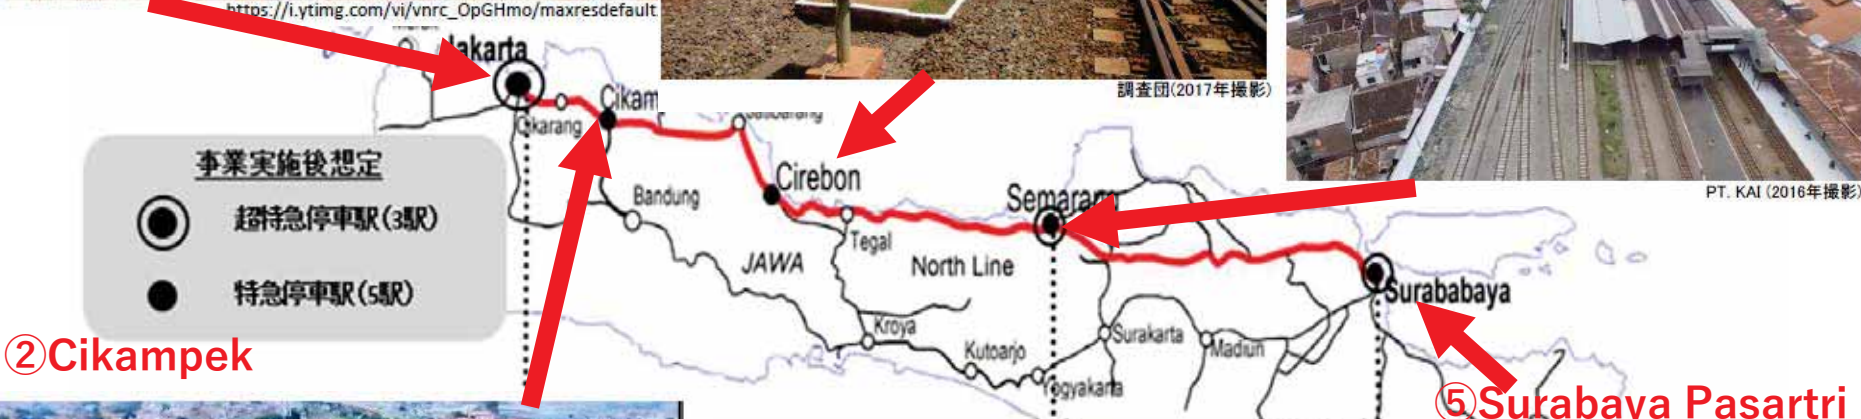 https://i.ytimg.com/vi/vnrc_OpGHmo/maxresdefault
Jakarta
調査団(2017年撮影)
Cikam
Cikarang
事業実施後想定
超特急停車駅(3駅)
特急停車駅(5駅)
Bandung
Cirebon
Semarang
PT. KAI (2016年撮影)
Tegal
JAWA
North Line
Surababaya
Kroya
Surakarta
Madiun
Kutoarjo
Yogyakarta
②Cikampek
⑤Surabaya Pasartri